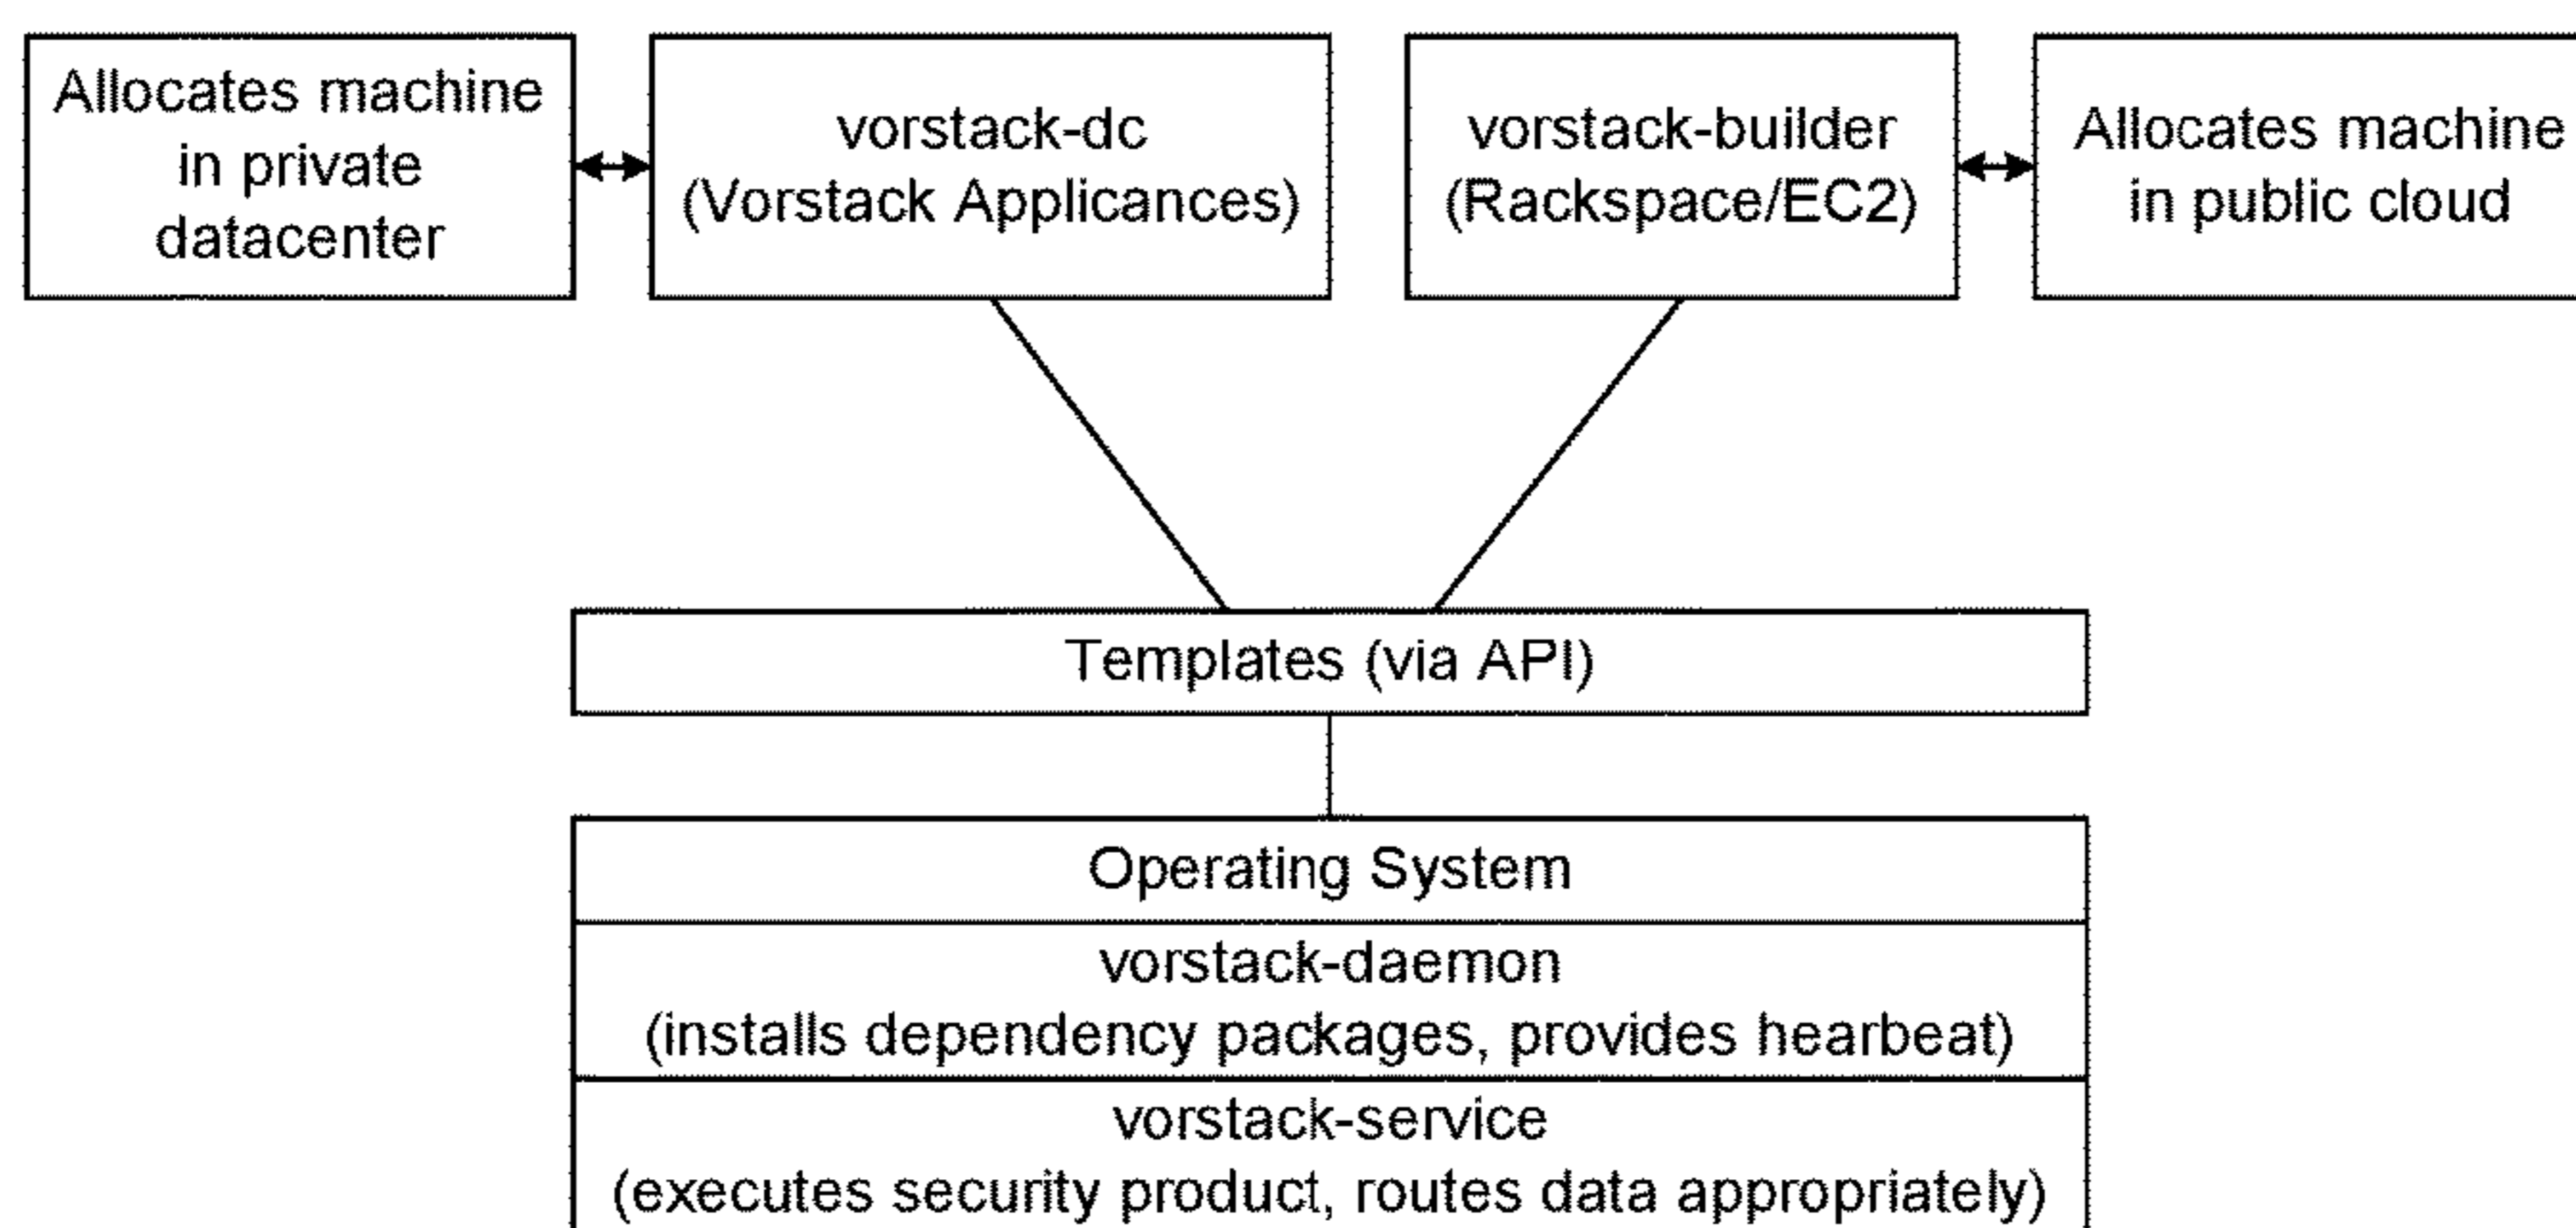 Allocates machine
in private
datacenter
vorstack-dc
(Vorstack Applicances)
vorstack-builder
(Rackspace/EC2)
Allocates machine
in public cloud
Templates (via API)
Operating System
vorstack-daemon
(installs dependency packages, provides hearbeat)
vorstack-service
(executes security product, routes data appropriately)